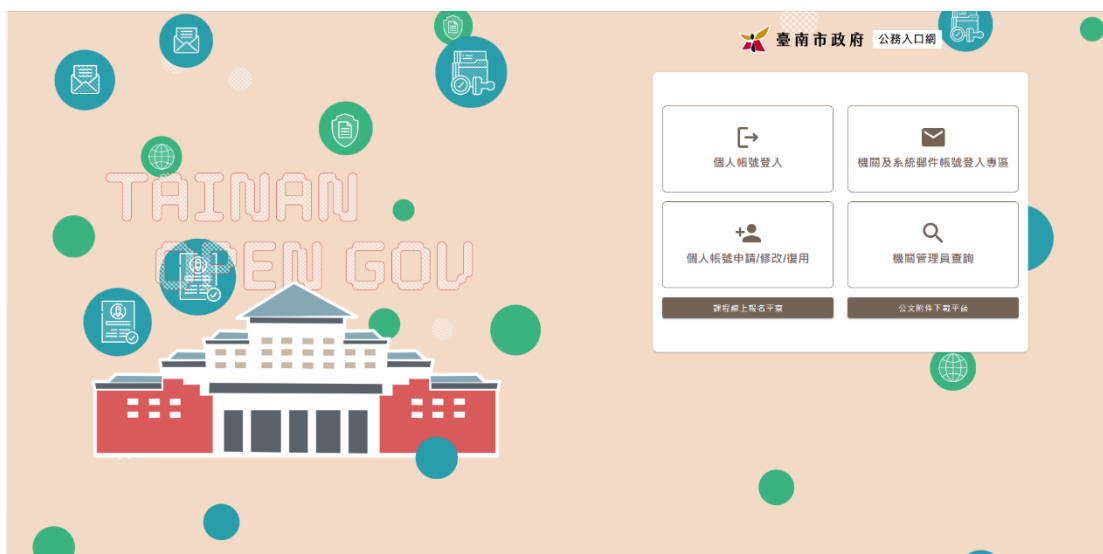 臺南市政府 公務入口網
TAINAN
OPEN GOV
個人帳號登入
機關及系統郵件帳號登入專區
個人帳號申請/修改/復用
機關管理員查詢
課程線上報名平臺
公文附件下載平台